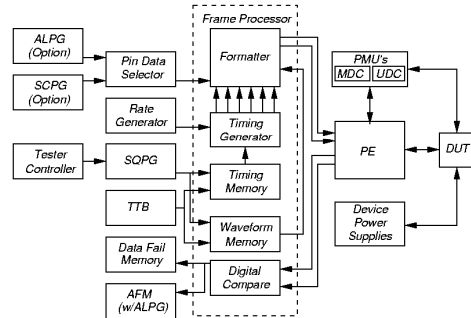 Frame Processor
ALPG
(Option)
SCPG
(Option)
Pin Data
Selector
Formatter
PMU's
MDC
UDC
Rate
Generator
Timing
Generator
PE
DUT
Tester
Controller
SQPG
Timing
Memory
TTB
Waveform
Memory
Device
Power
Supplies
Data Fail
Memory
Digital
Compare
AFM
(w/ALPG)